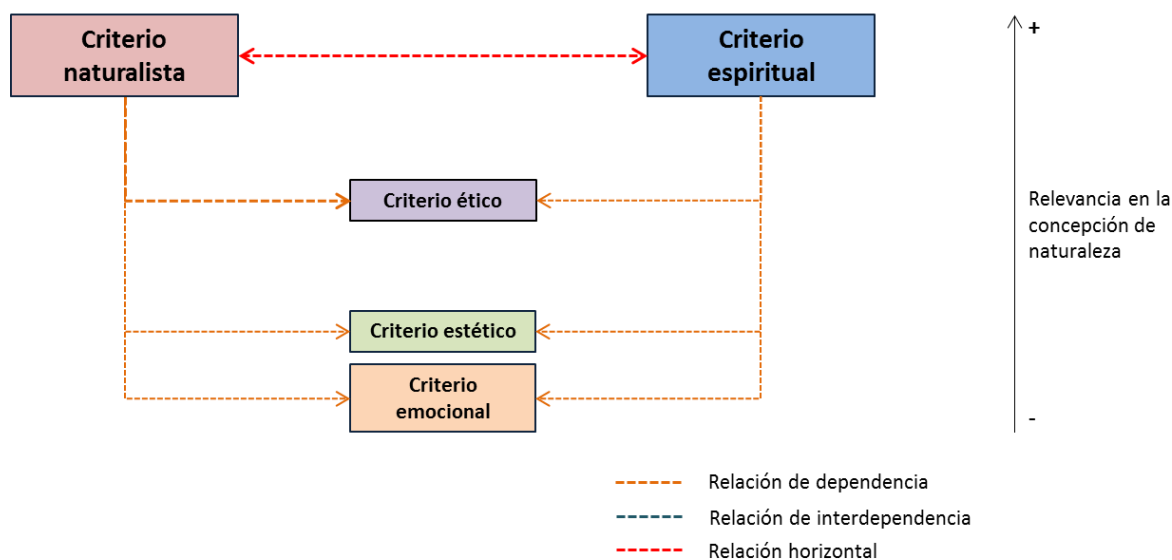 Criterio
naturalista
Criterio
espiritual
+
Criterio ético
Relevancia en la
concepción de
naturaleza
Criterio estético
Criterio
emocional
-
Relación de dependencia
Relación de interdependencia
Relación horizontal